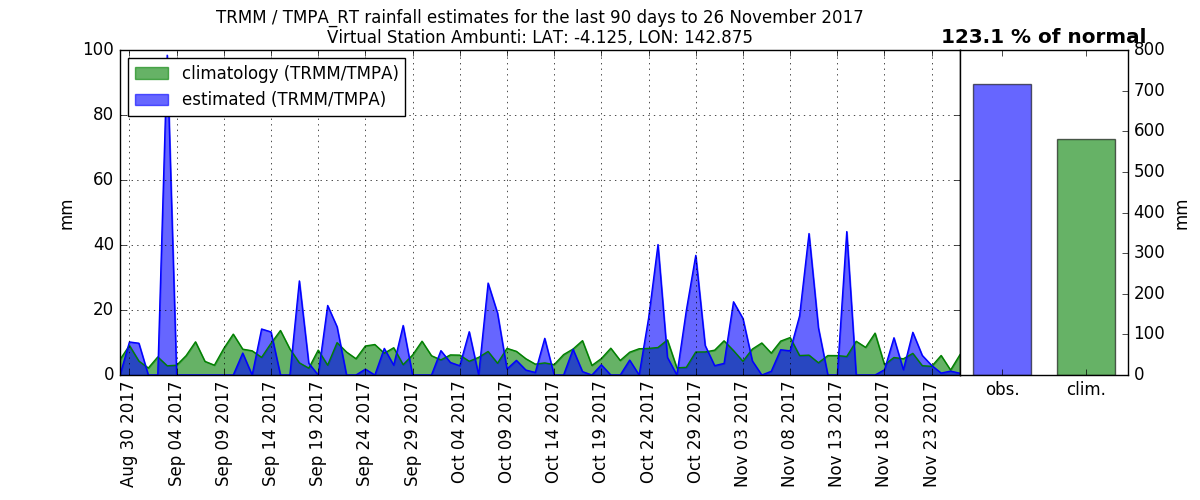 TRMM / TMPA_RT rainfall estimates for the last 90 days to 26 November 2017
Virtual Station Ambunti: LAT: -4.125, LON: 142.875
123.1 % of normal
climatology (TRMM/TMPA)
estimated (TRMM/TMPA)
100
80
60
40
20
0
mm
800
700
600
500
400
300
200
100
0
mm
Aug 30 2017
Sep 04 2017
Sep 09 2017
Sep 14 2017
Sep 19 2017
Sep 24 2017
Sep 29 2017
Oct 04 2017
Oct 09 2017
Oct 14 2017
Oct 19 2017
Oct 24 2017
Oct 29 2017
Nov 03 2017
Nov 08 2017
Nov 13 2017
Nov 18 2017
Nov 23 2017
obs.
clim.